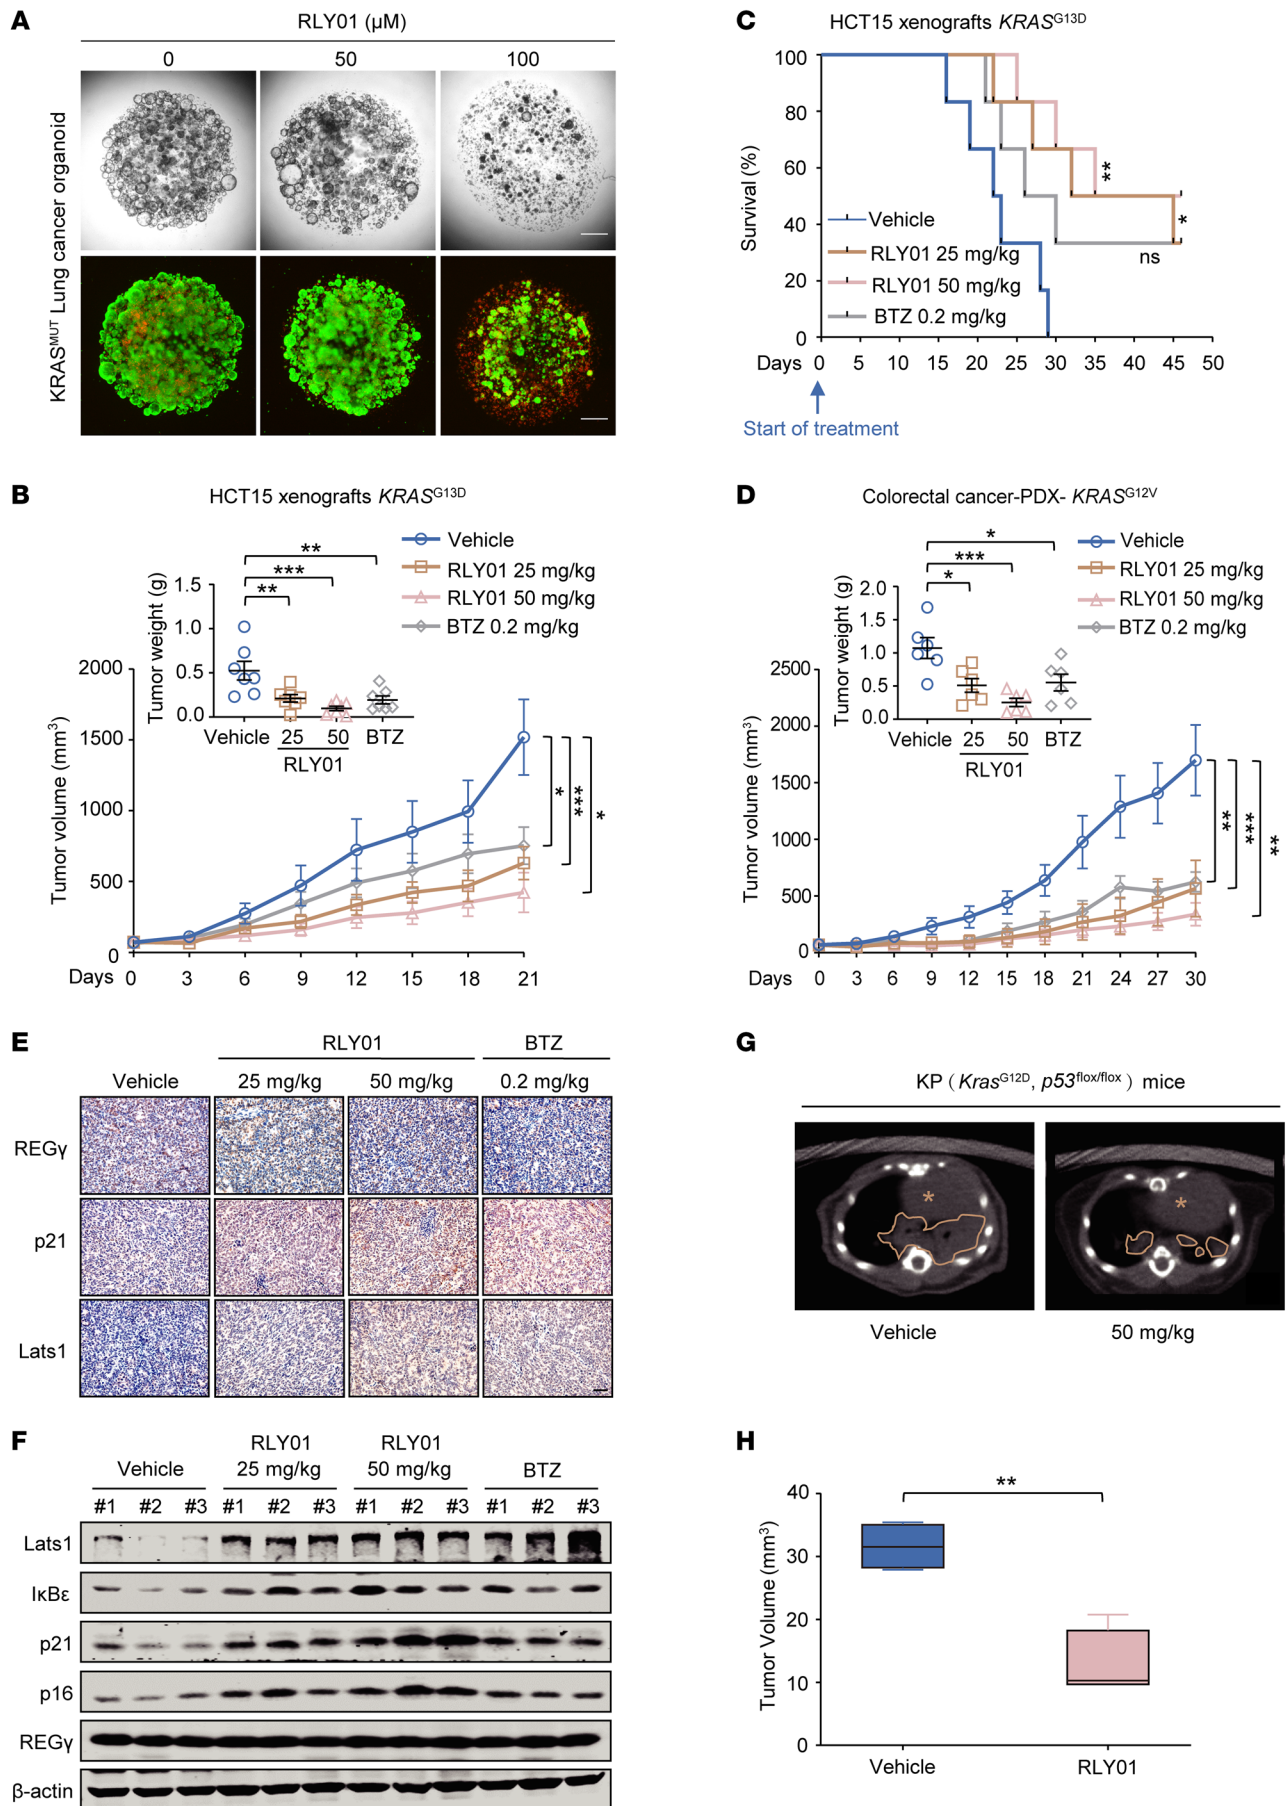 A
RLY01 (μM)
0 50 100
KRASMUT Lung cancer organoid
C
HCT15 xenografts KRASG13D
Survival (%)
100
80
60
40
20
0
Vehicle
RLY01 25 mg/kg
RLY01 50 mg/kg
BTZ 0.2 mg/kg
**
*
ns
Days 0 5 10 15 20 25 30 35 40 45 50
Start of treatment
B
HCT15 xenografts KRASG13D
Vehicle
RLY01 25 mg/kg
RLY01 50 mg/kg
BTZ 0.2 mg/kg
**
***
**
Tumor weight (g)
1.5
1.0
0.5
0.0
Vehicle 25 50 BTZ
RLY01
Tumor volume (mm3)
2000
1500
1000
500
0
*
***
*
Days 0 3 6 9 12 15 18 21
D
Colorectal cancer-PDX- KRASG12V
Vehicle
RLY01 25 mg/kg
RLY01 50 mg/kg
BTZ 0.2 mg/kg
*
***
*
Tumor weight (g)
2.0
1.5
1.0
0.5
0.0
Vehicle 25 50 BTZ
RLY01
Tumor volume (mm3)
2500
2000
1500
1000
500
0
**
***
**
Days 0 3 6 9 12 15 18 21 24 27 30
E
RLY01 BTZ
Vehicle 25 mg/kg 50 mg/kg 0.2 mg/kg
REGγ
p21
Lats1
G
KP ( KrasG12D, p53flox/flox ) mice
*
*
Vehicle 50 mg/kg
F
RLY01 RLY01
Vehicle 25 mg/kg 50 mg/kg BTZ
#1 #2 #3 #1 #2 #3 #1 #2 #3 #1 #2 #3
Lats1
IκBε
p21
p16
REGγ
β-actin
H
**
Tumor Volume (mm3)
40
30
20
10
0
Vehicle RLY01